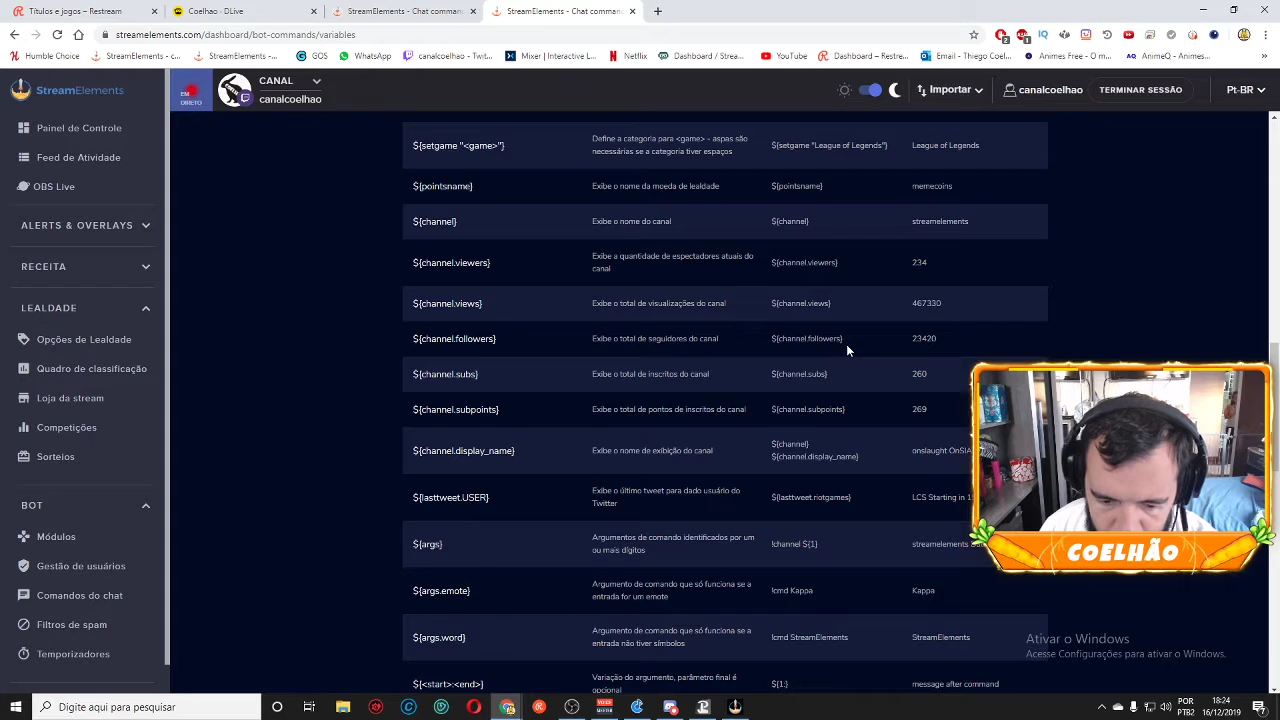 Títulos e jogos – Restream
Coelhão - DLive
StreamElements - Chat comman
StreamElements - Chat comman
streamelements.com/dashboard/bot-commands/variables
Humble Choice
StreamElements - C...
StreamElements - C...
GG
WhatsApp
canalcoelhao - Twit...
Mixer | Interactive L...
Netflix
Dashboard / Strea...
YouTube
Dashboard – Restre...
Email - Thiago Coel...
Animes Free - O m...
AnimeQ - Animes...
StreamElements
EM DIRETO
CANAL
canalcoelhao
Importar
canalcoelhao
TERMINAR SESSÃO
Pt-BR
Painel de Controle
Feed de Atividade
OBS Live
ALERTS & OVERLAYS
RECEITA
LEALDADE
Opções de Lealdade
Quadro de classificação
Loja da stream
Competições
Sorteios
BOT
Módulos
Gestão de usuários
Comandos do chat
Filtros de spam
Temporizadores
${setgame "<game>"}
Define a categoria para <game> - aspas são
necessárias se a categoria tiver espaços
${setgame "League of Legends"}
League of Legends
${pointsname}
Exibe o nome da moeda de lealdade
${pointsname}
memecoins
${channel}
Exibe o nome do canal
${channel}
streamelements
${channel.viewers}
Exibe a quantidade de espectadores atuais do
canal
${channel.viewers}
234
${channel.views}
Exibe o total de visualizações do canal
${channel.views}
467330
${channel.followers}
Exibe o total de seguidores do canal
${channel.followers}
23420
${channel.subs}
Exibe o total de inscritos do canal
${channel.subs}
260
${channel.subpoints}
Exibe o total de pontos de inscritos do canal
${channel.subpoints}
269
${channel.display_name}
Exibe o nome de exibição do canal
${channel}
${channel.display_name}
onslaught OnSlA
${lasttweet.USER}
Exibe o último tweet para dado usuário do
Twitter
${lasttweet.riotgames}
LCS Starting in 1
${args}
Argumentos de comando identificados por um
ou mais dígitos
!channel ${1}
streamelements
${args.emote}
Argumento de comando que só funciona se a
entrada for um emote
!cmd Kappa
Kappa
${args.word}
Argumento de comando que só funciona se a
entrada não tiver símbolos
!cmd StreamElements
StreamElements
${<start>:<end>}
Variação do argumento, parâmetro final é
opcional
${1:}
message after command
COELHÃO
Ativar o Windows
Acesse Configurações para ativar o Windows.
Digite aqui para pesquisar
POR
PTB2
18:24
16/12/2019